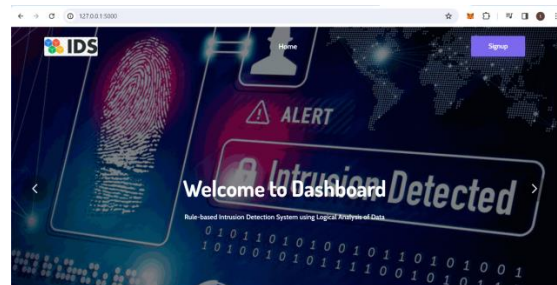 127.0.0.1:5000
IDS
Home
Signup
ALERT
Intrusion Detected
Welcome to Dashboard
Rule-based Intrusion Detection System using Logical Analysis of Data